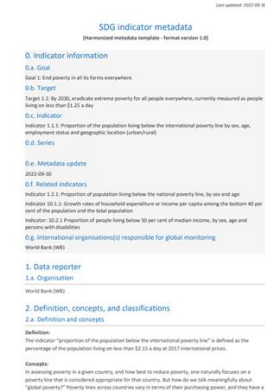 Last updated: 2022-09-30
SDG indicator metadata
(Harmonised metadata template - format version 1.0)
0. Indicator information
0.a. Goal
Goal 1: End poverty in all its forms everywhere
0.b. Target
Target 1.1: By 2030, eradicate extreme poverty for all people everywhere, currently measured as people
living on less than $1.25 a day
0.c. Indicator
Indicator 1.1.1: Proportion of the population living below the international poverty line by sex, age,
employment status and geographic location (urban/rural)
0.d. Series
0.e. Metadata update
2022-09-30
0.f. Related indicators
Indicator 1.2.1: Proportion of population living below the national poverty line, by sex and age
Indicator 10.1.1: Growth rates of household expenditure or income per capita among the bottom 40 per
cent of the population and the total population
Indicator: 10.2.1 Proportion of people living below 50 per cent of median income, by sex, age and
persons with disabilities
0.g. International organisations(s) responsible for global monitoring
World Bank (WB)
1. Data reporter
1.a. Organisation
World Bank (WB)
2. Definition, concepts, and classifications
2.a. Definition and concepts
Definition:
The indicator "proportion of the population below the international poverty line" is defined as the
percentage of the population living on less than $2.15 a day at 2017 international prices.
Concepts:
In assessing poverty in a given country, and how best to reduce poverty, one naturally focuses on a
poverty line that is considered appropriate for that country. But how do we talk meaningfully about
"global poverty?" Poverty lines across countries vary in terms of their purchasing power, and they have a